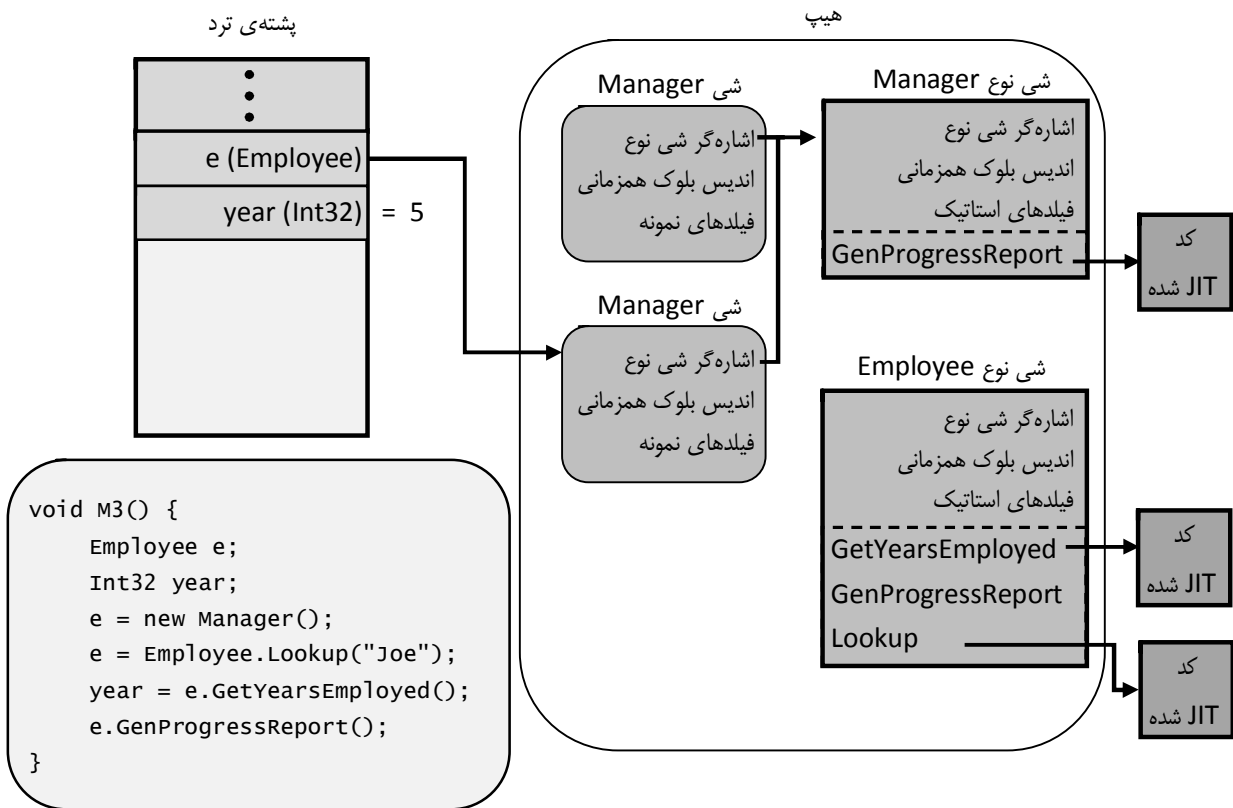 پشته‌ی ترد
هیپ
e (Employee)
year (Int32) = 5
شی Manager
اشاره‌گر شی نوع
اندیس بلوک همزمانی
فیلدهای نمونه
شی Manager
اشاره‌گر شی نوع
اندیس بلوک همزمانی
فیلدهای نمونه
شی نوع Manager
اشاره‌گر شی نوع
اندیس بلوک همزمانی
فیلدهای استاتیک
GenProgressReport
کد
JIT شده
شی نوع Employee
اشاره‌گر شی نوع
اندیس بلوک همزمانی
فیلدهای استاتیک
GetYearsEmployed
GenProgressReport
Lookup
کد
JIT شده
کد
JIT شده
void M3() {
Employee e;
Int32 year;
e = new Manager();
e = Employee.Lookup("Joe");
year = e.GetYearsEmployed();
e.GenProgressReport();
}